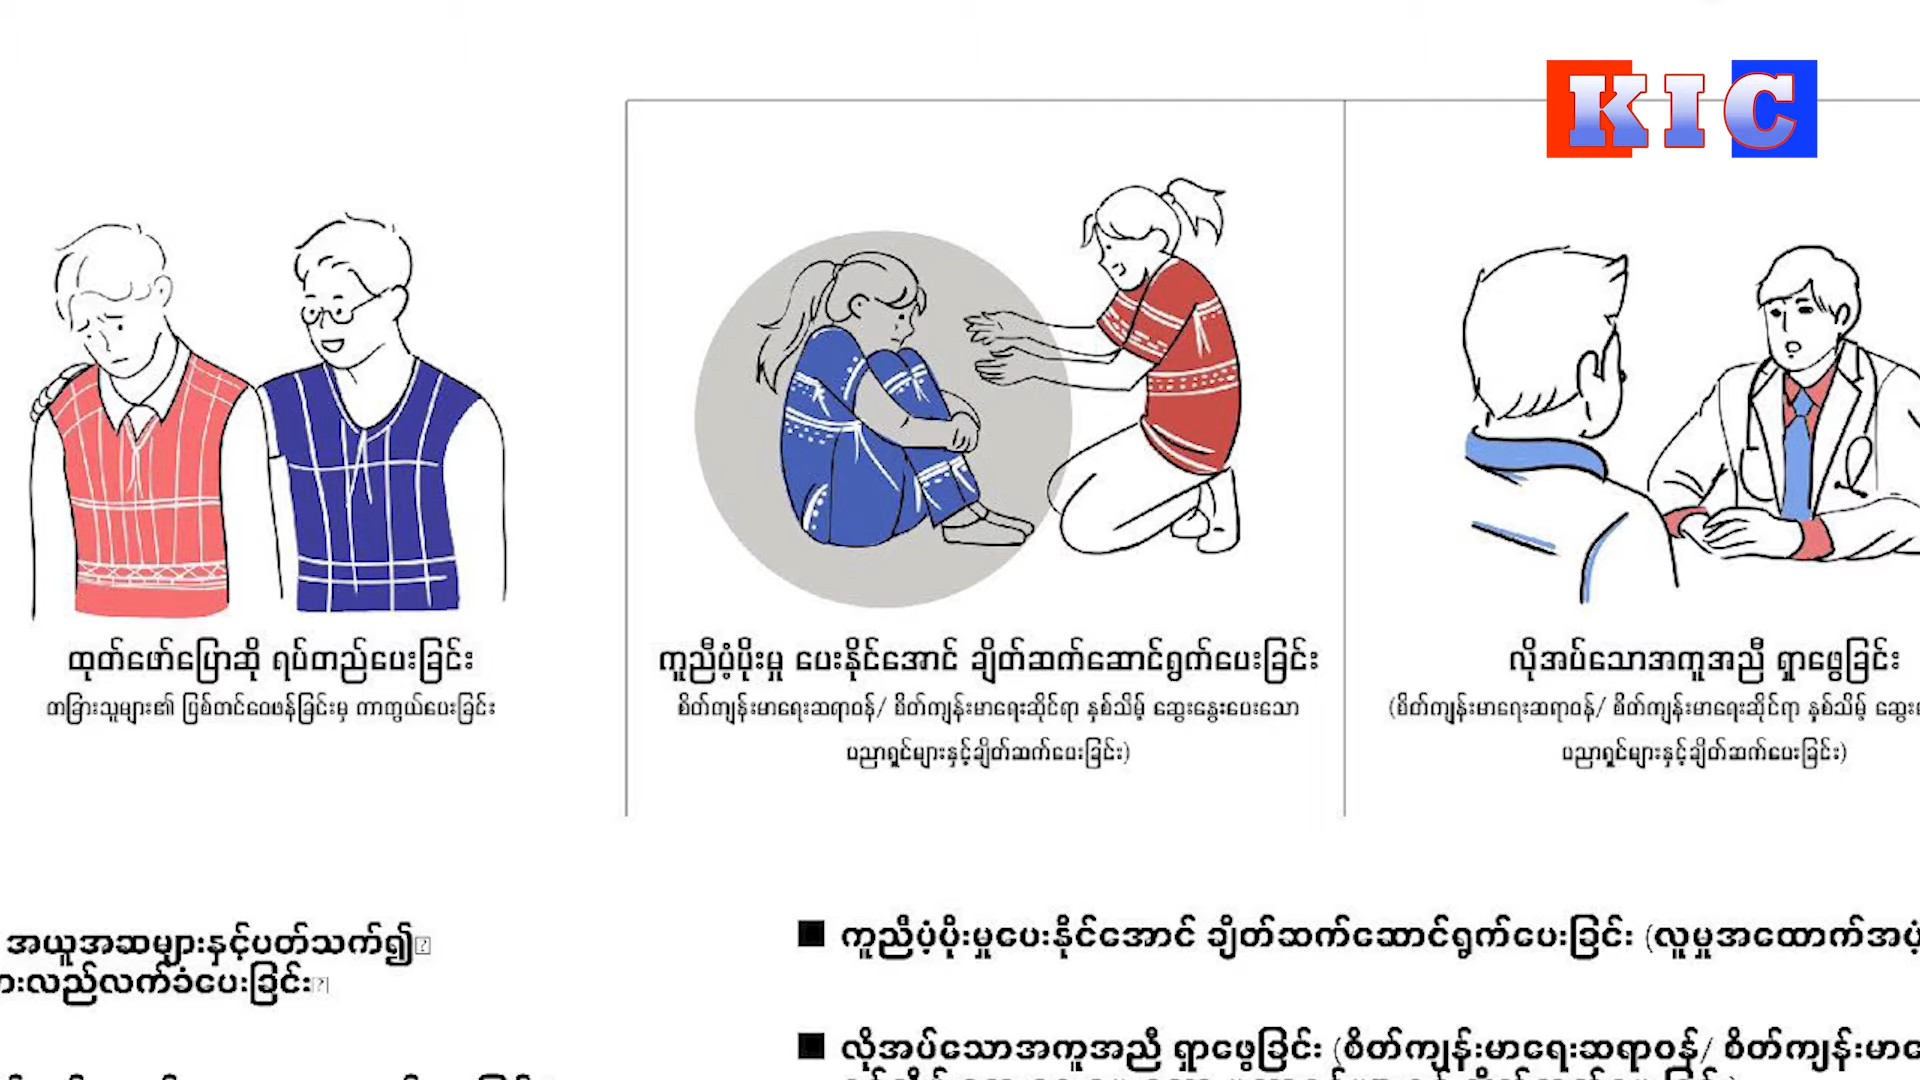 KIC
ထုတ်ဖော်ပြောဆို ရပ်တည်ပေးခြင်း
တခြားသူများ၏ ပြစ်တင်ဝေဖန်ခြင်းမှ ကာကွယ်ပေးခြင်း
ကူညီပံ့ပိုးမှု ပေးနိုင်အောင် ချိတ်ဆက်ဆောင်ရွက်ပေးခြင်း
စိတ်ကျန်းမာရေးဆရာဝန်/ စိတ်ကျန်းမာရေးဆိုင်ရာ နှစ်သိမ့် ဆွေးနွေးပေးသော
ပညာရှင်များနှင့်ချိတ်ဆက်ပေးခြင်း)
လိုအပ်သောအကူအညီ ရှာဖွေခြင်း
(စိတ်ကျန်းမာရေးဆရာဝန်/ စိတ်ကျန်းမာရေးဆိုင်ရာ နှစ်သိမ့်
ပညာရှင်များနှင့်ချိတ်ဆက်ပေးခြင်း)
အယူအဆများနှင့်ပတ်သက်၍
းလည်လက်ခံပေးခြင်း
■ ကူညီပံ့ပိုးမှုပေးနိုင်အောင် ချိတ်ဆက်ဆောင်ရွက်ပေးခြင်း (လူမှုအထောက်အပံ့
■ လိုအပ်သောအကူအညီ ရှာဖွေခြင်း (စိတ်ကျန်းမာရေးဆရာဝန်/ စိတ်ကျန်းမာ